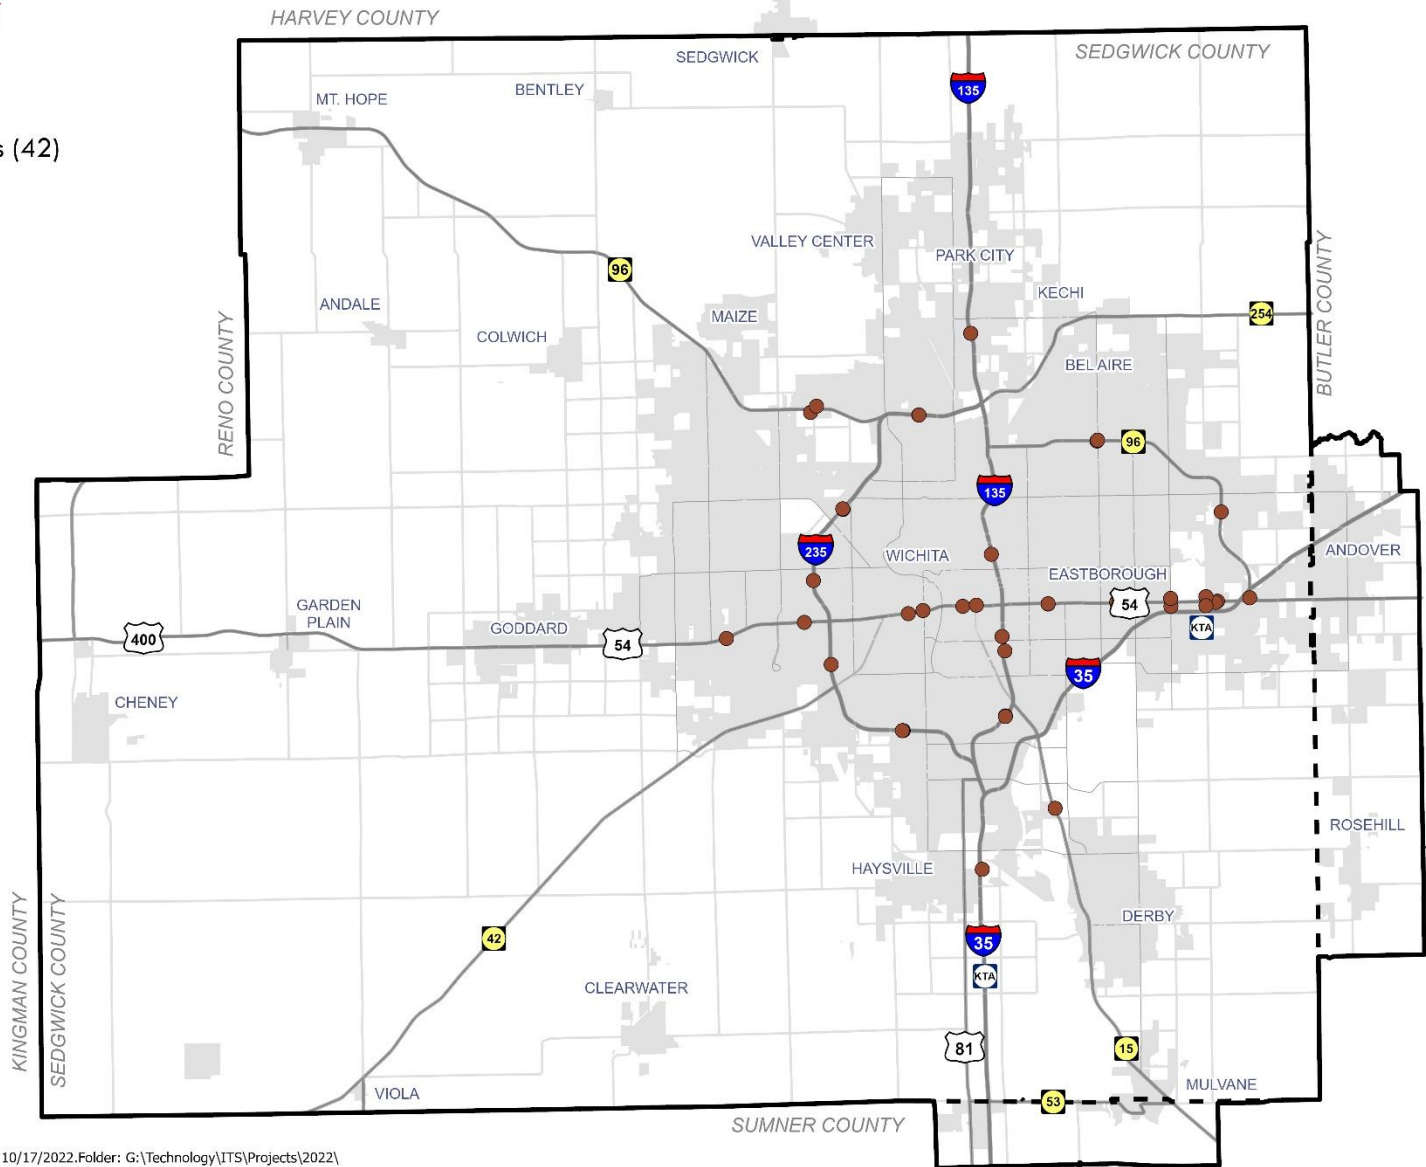 HARVEY COUNTY
SEDGWICK
SEDGWICK COUNTY
135
BENTLEY
MT. HOPE
s (42)
VALLEY CENTER
PARK CITY
96
KECHI
ANDALE
MAIZE
254
COLWICH
RENO COUNTY
BUTLER COUNTY
BEL AIRE
96
135
235
WICHITA
ANDOVER
EASTBOROUGH
GARDEN
PLAIN
54
GODDARD
KTA
400
54
35
CHENEY
ROSEHILL
HAYSVILLE
DERBY
42
35
KTA
KINGMAN COUNTY
SEDGWICK COUNTY
CLEARWATER
81
15
VIOLA
MULVANE
53
SUMNER COUNTY
10/17/2022.Folder: G:\Technology\ITS\Projects\2022\